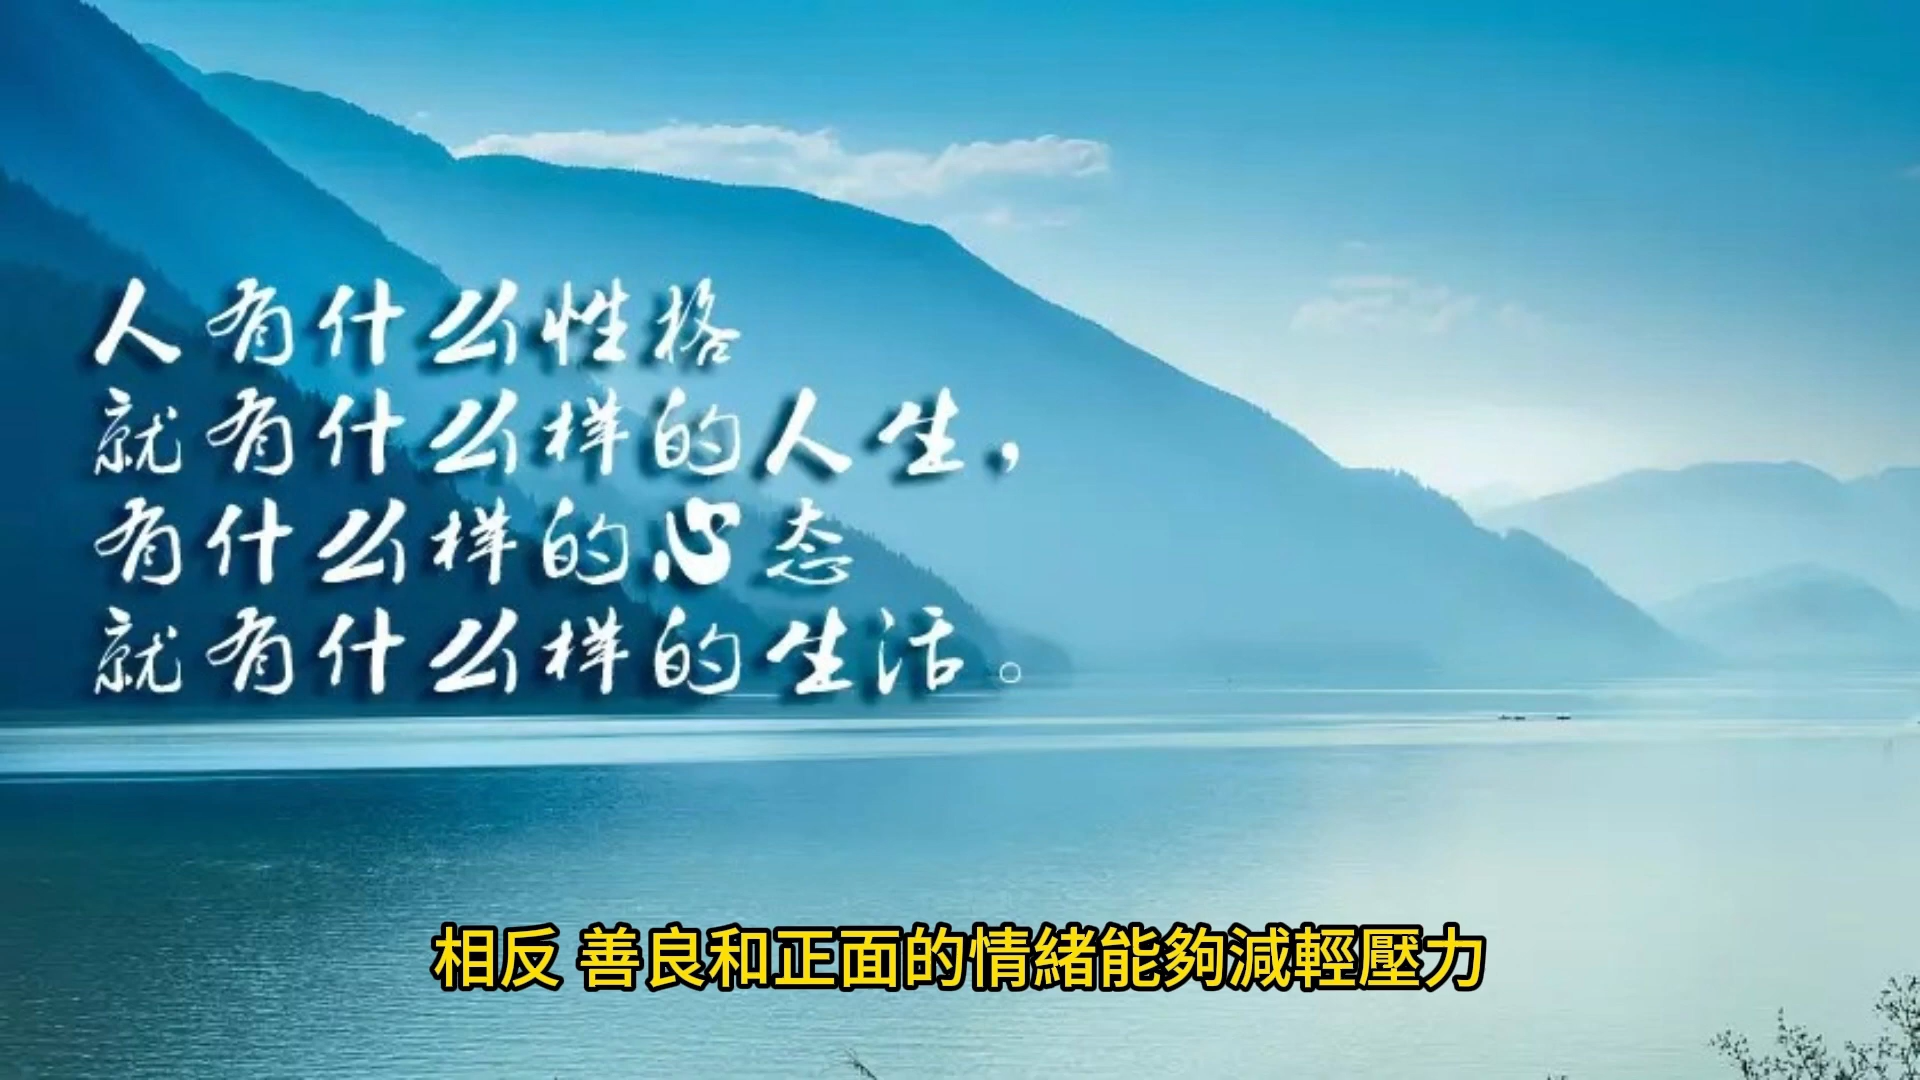 人有什么性格
就有什么样的人生，
有什么样的心态
就有什么样的生活。
相反 善良和正面的情緒能夠減輕壓力